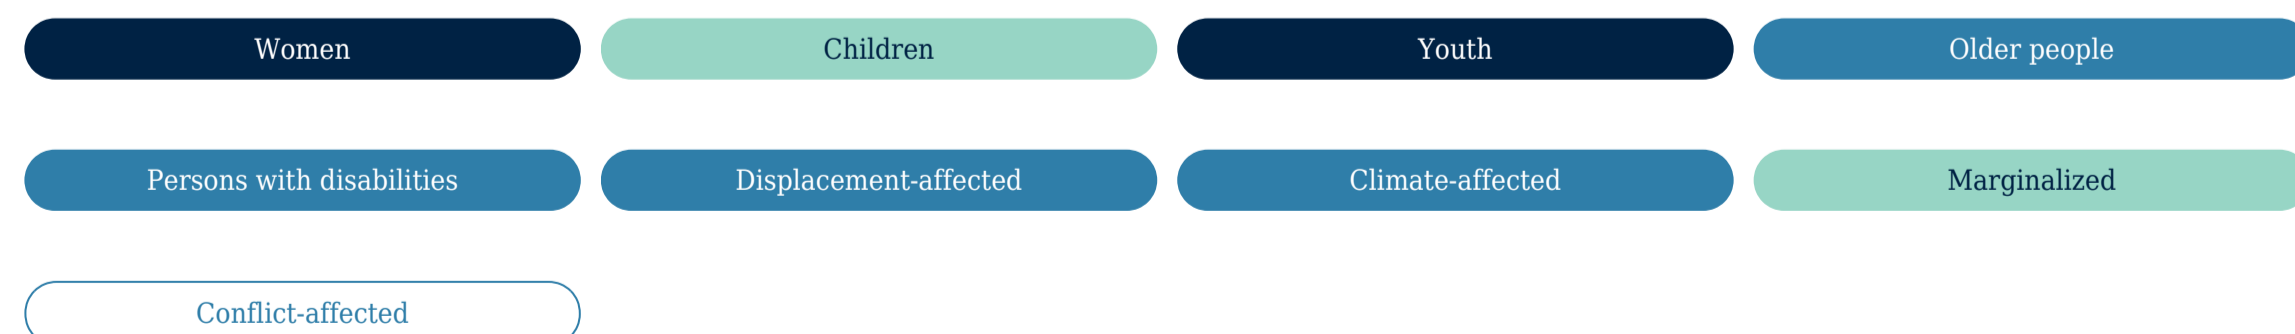 Women
Children
Youth
Older people
Persons with disabilities
Displacement-affected
Climate-affected
Marginalized
Conflict-affected